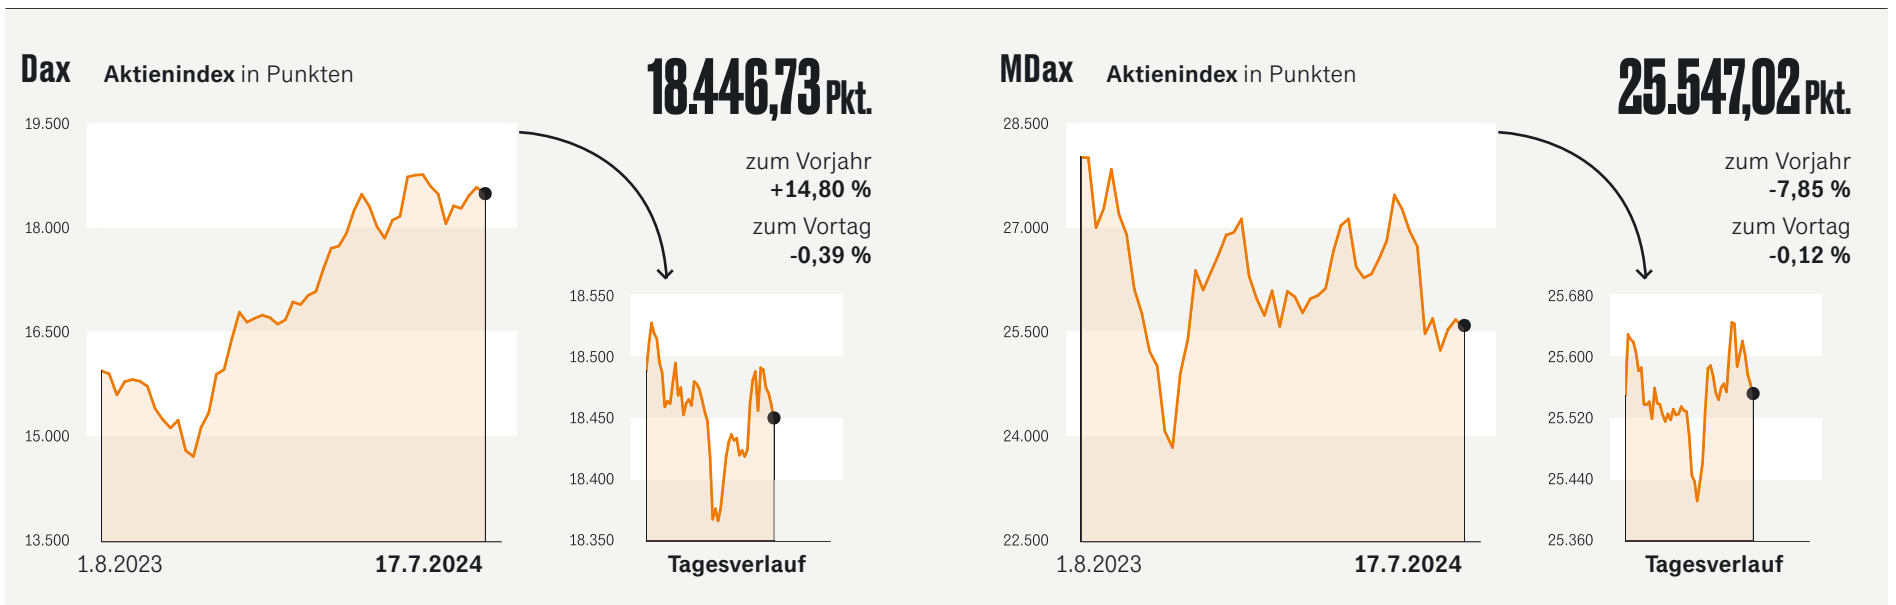 Dax Aktienindex in Punkten
18.446,73 Pkt.
zum Vorjahr
+14,80 %
zum Vortag
-0,39 %
19.500
18.000
16.500
15.000
13.500
1.8.2023 17.7.2024
18.550
18.500
18.450
18.400
18.350
Tagesverlauf
MDax Aktienindex in Punkten
25.547,02 Pkt.
zum Vorjahr
-7,85 %
zum Vortag
-0,12 %
28.500
27.000
25.500
24.000
22.500
1.8.2023 17.7.2024
25.680
25.600
25.520
25.440
25.360
Tagesverlauf